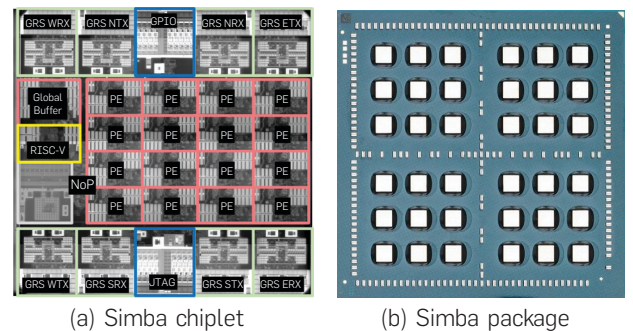 GRS WRX GRS NTX GPIO GRS NRX GRS ETX
Global
Buffer
PE PE PE PE
RISC-V
PE PE PE PE
NoP
PE PE PE PE
PE PE PE PE
GRS WTX GRS SRX JTAG GRS STX GRS ERX
(a) Simba chiplet
(b) Simba package